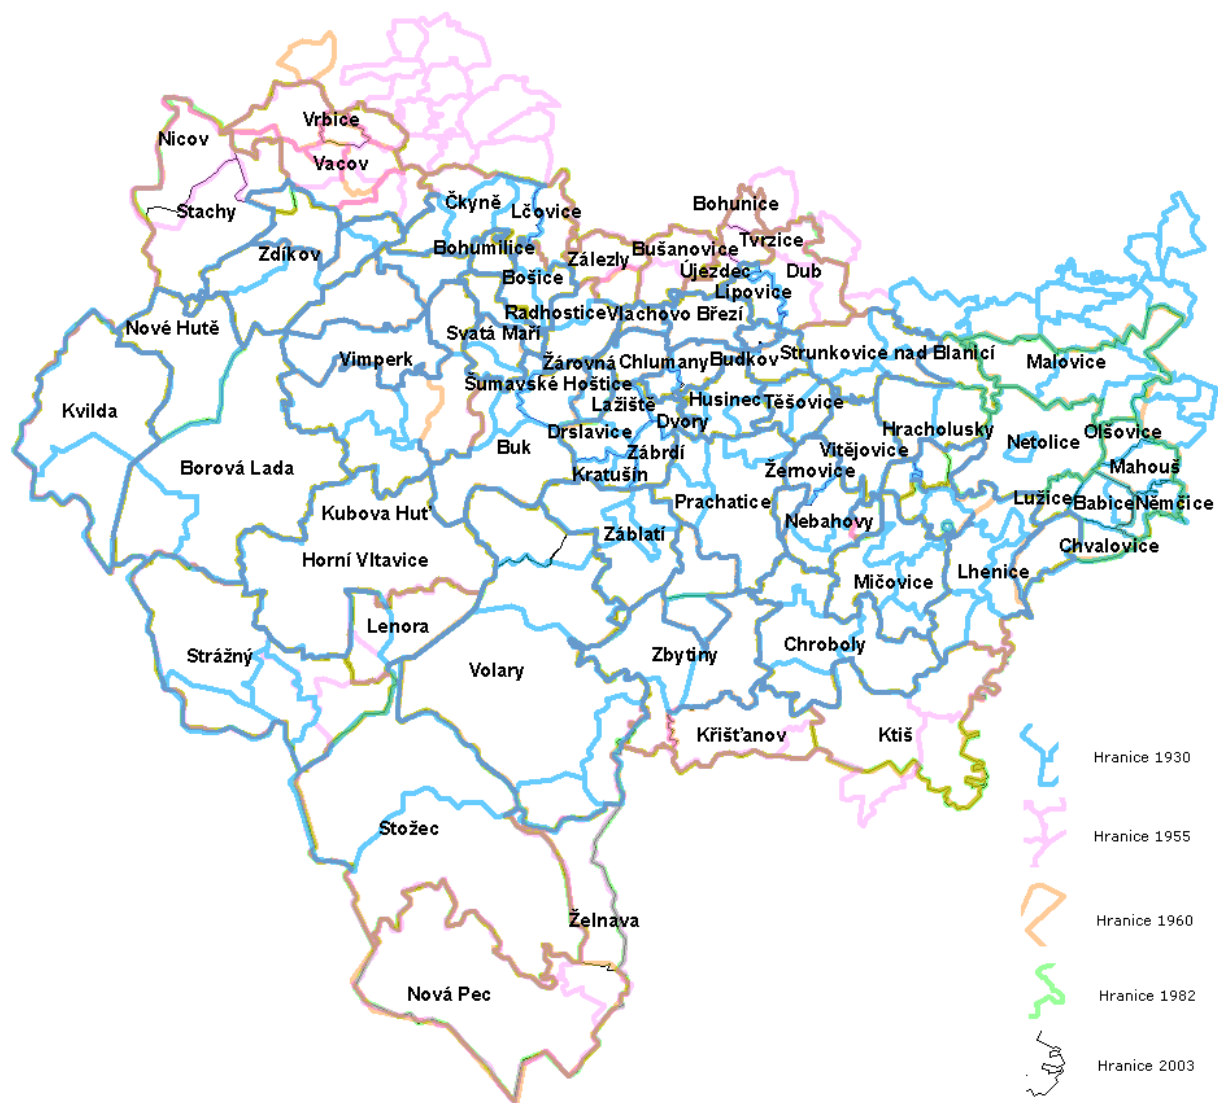 Vrbice
Nicov
Vacov
Stachy
Čkyně
Lčovice
Bohunice
Zdíkov
Bohumilice
Bušanovice
Tvrzice
Zálezly
Újezdec
Dub
Bošice
Lipovice
Nové Hutě
Radhostice
Vlachovo Březí
Svatá Maří
Vimperk
Žárovná
Chlumany
Budkov
Strunkovice nad Blanicí
Malovice
Šumavské Hoštice
Kvilda
Lažiště
Husinec
Těšovice
Dvory
Hracholusky
Olšovice
Buk
Drslavice
Zábrdí
Vitějovice
Netolice
Borová Lada
Kratušín
Žernovice
Mahouš
Prachatice
Lužice
Babice
Němčice
Kubova Huť
Nebahovy
Záblatí
Chvalovice
Horní Vltavice
Mičovice
Lhenice
Lenora
Strážný
Volary
Zbytiny
Chroboly
Křišťanov
Ktiš
Hranice 1930
Stožec
Hranice 1955
Želnava
Hranice 1960
Nová Pec
Hranice 1982
Hranice 2003